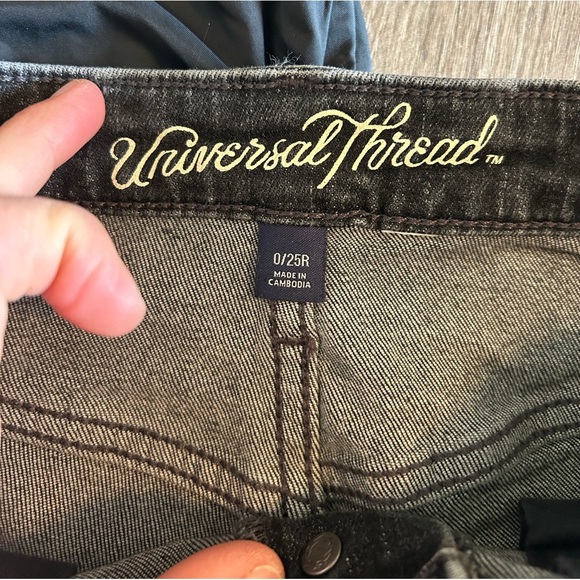 Universal Thread™
0/25R
MADE IN
CAMBODIA